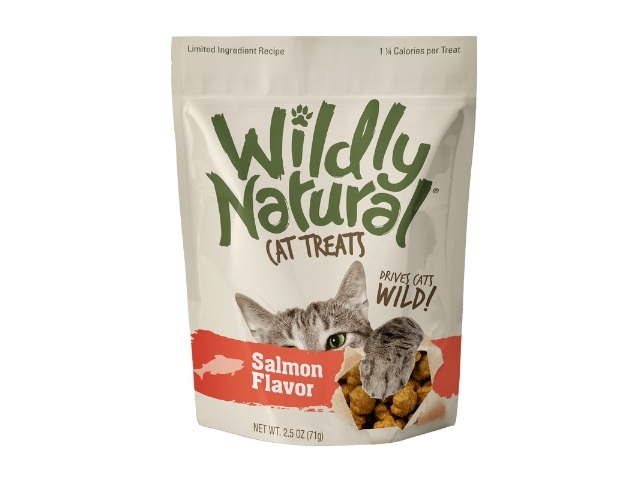 Limited Ingredient Recipe
1 ¼ Calories per Treat
Wildly
Natural®
CAT TREATS
DRIVES CATS
WILD!
Salmon
Flavor
NET WT. 2.5 OZ (71g)